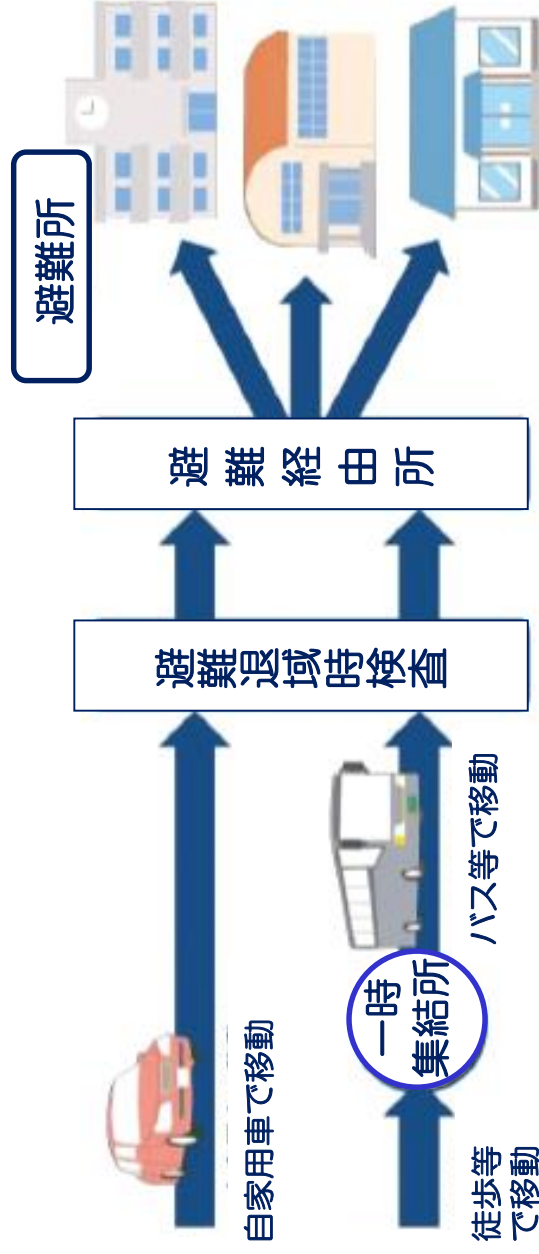 避難所
避難経由所
避難退域時検査
自家用車で移動
バス等で移動
一時
集結所
徒歩等
で移動